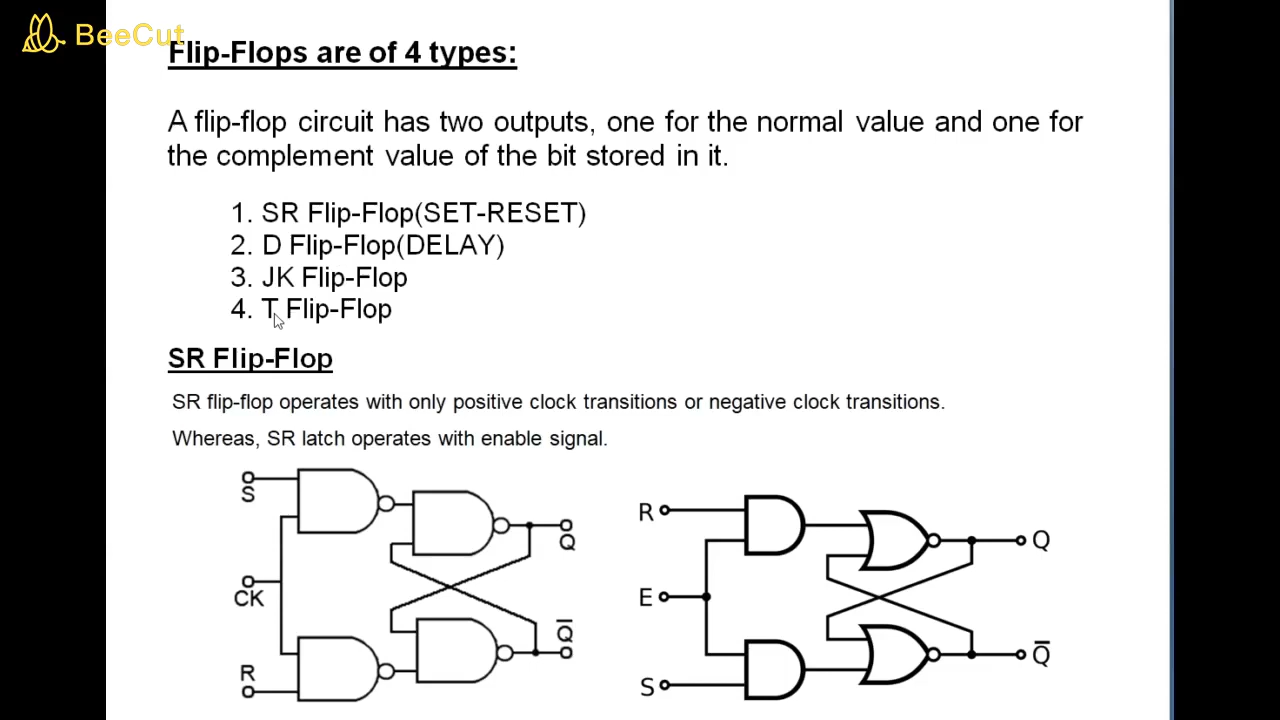 BeeCut
Flip-Flops are of 4 types:
A flip-flop circuit has two outputs, one for the normal value and one for
the complement value of the bit stored in it.
1. SR Flip-Flop(SET-RESET)
2. D Flip-Flop(DELAY)
3. JK Flip-Flop
4. T Flip-Flop
SR Flip-Flop
SR flip-flop operates with only positive clock transitions or negative clock transitions.
Whereas, SR latch operates with enable signal.
S
Q
CK
Q̅
R
R
Q
E
Q̅
S